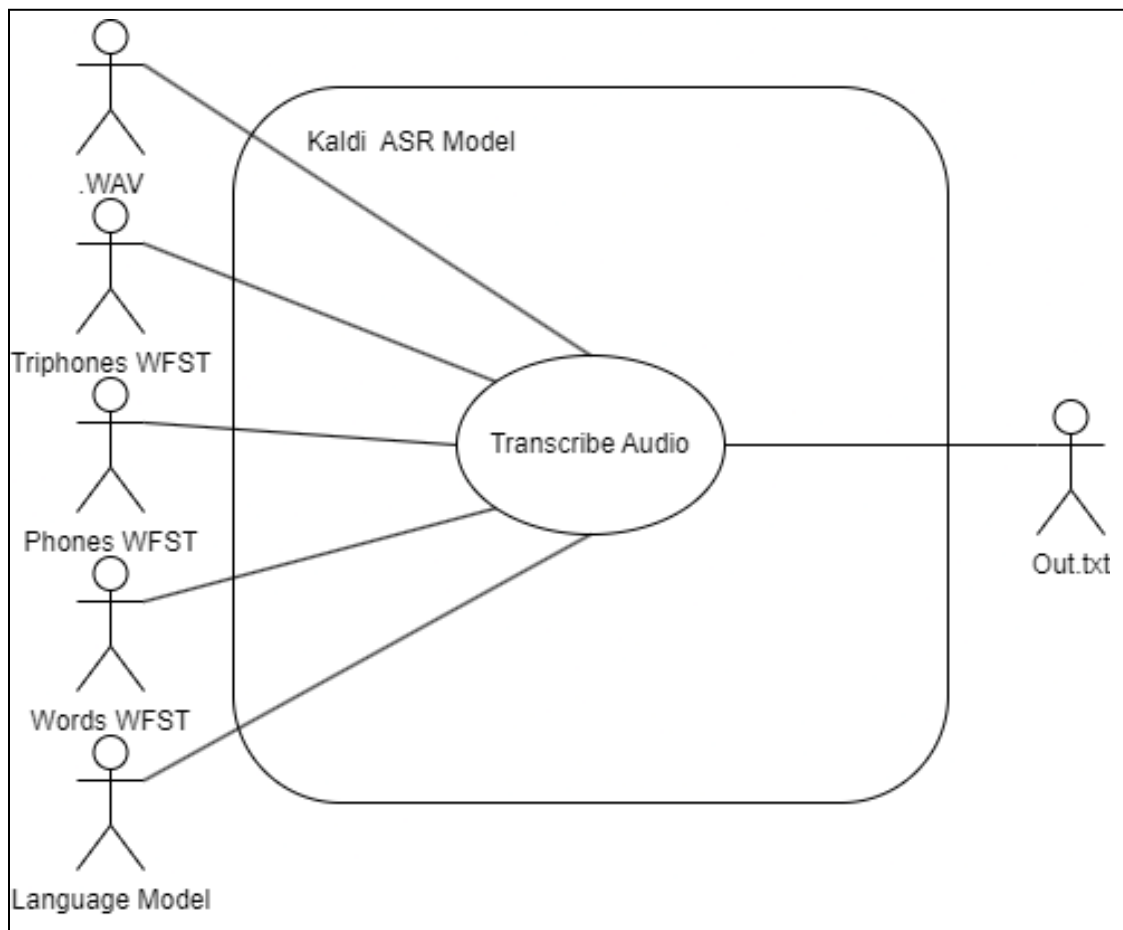 Kaldi ASR Model
.WAV
Triphones WFST
Transcribe Audio
Phones WFST
Out.txt
Words WFST
Language Model